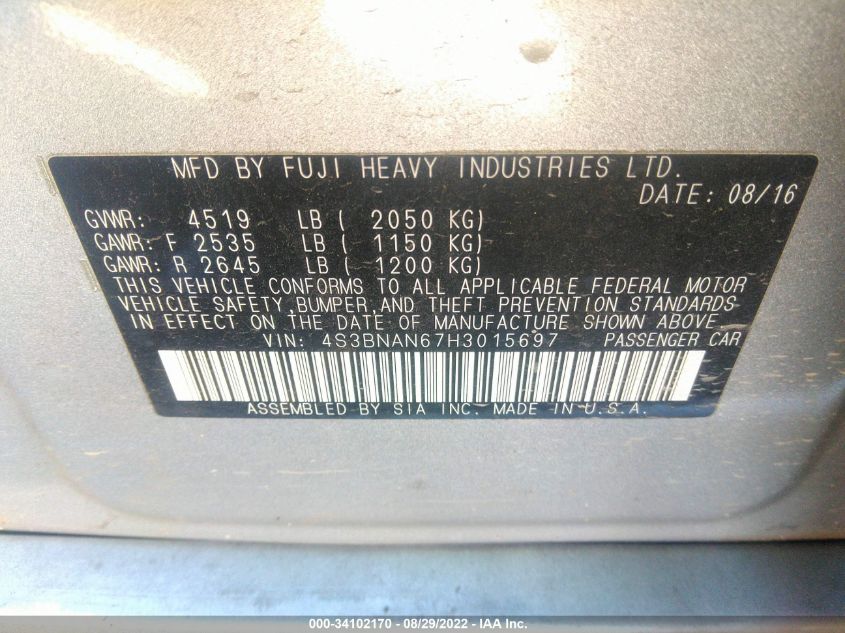 MFD BY FUJI HEAVY INDUSTRIES LTD.
DATE: 08/16
GVWR: 4519 LB ( 2050 KG)
GAWR: F 2535 LB ( 1150 KG)
GAWR: R 2645 LB ( 1200 KG)
THIS VEHICLE CONFORMS TO ALL APPLICABLE FEDERAL MOTOR
VEHICLE SAFETY,BUMPER,AND THEFT PREVENTION STANDARDS
IN EFFECT ON THE DATE OF MANUFACTURE SHOWN ABOVE.
VIN: 4S3BNAN67H3015697 PASSENGER CAR
ASSEMBLED BY SIA INC. MADE IN U.S.A.
000-34102170 - 08/29/2022 - IAA Inc.